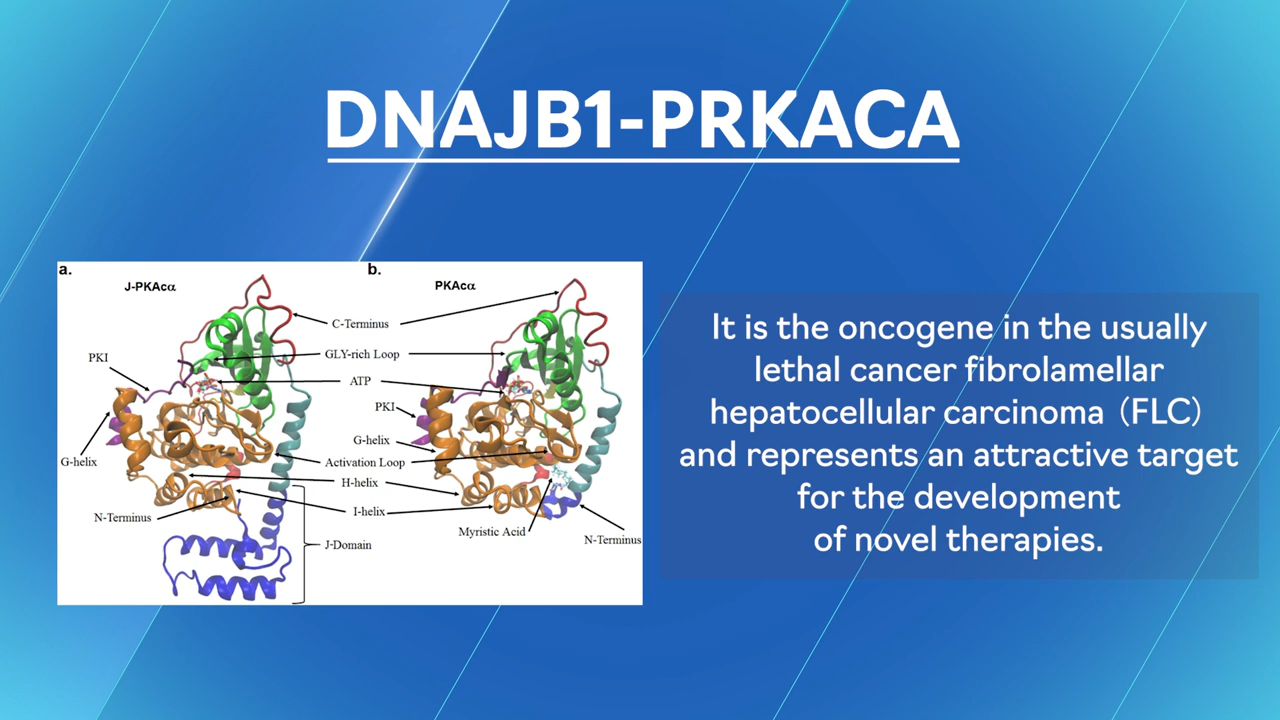 DNAJB1-PRKACA
a.
b.
J-PKAcα
PKAcα
C-Terminus
GLY-rich Loop
PKI
ATP
PKI
G-helix
G-helix
Activation Loop
H-helix
N-Terminus
I-helix
Myristic Acid
N-Terminus
J-Domain
It is the oncogene in the usually
lethal cancer fibrolamellar
hepatocellular carcinoma (FLC)
and represents an attractive target
for the development
of novel therapies.